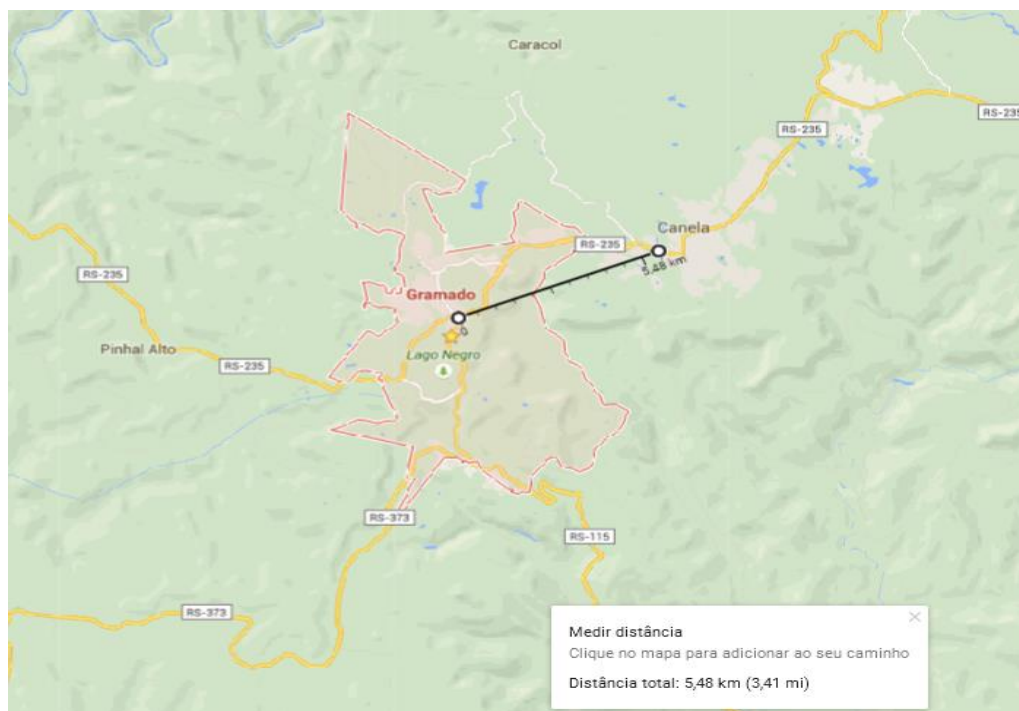 Caracol
RS-235
RS-235
Canela
RS-235
5,48 km
RS-235
Gramado
0
Lago Negro
Pinhal Alto
RS-235
RS-373
RS-115
RS-373
Medir distância
Clique no mapa para adicionar ao seu caminho
Distância total: 5,48 km (3,41 mi)